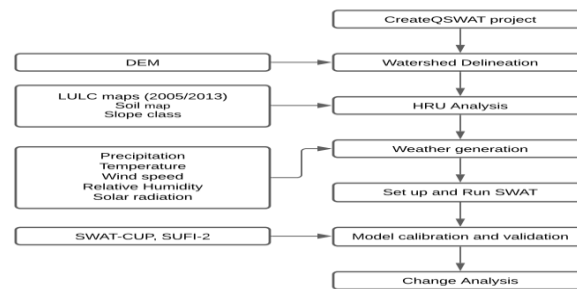 CreateQSWAT project
DEM
Watershed Delineation
LULC maps (2005/2013)
Soil map
Slope class
HRU Analysis
Precipitation
Temperature
Wind speed
Relative Humidity
Solar radiation
Weather generation
Set up and Run SWAT
SWAT-CUP, SUFI-2
Model calibration and validation
Change Analysis